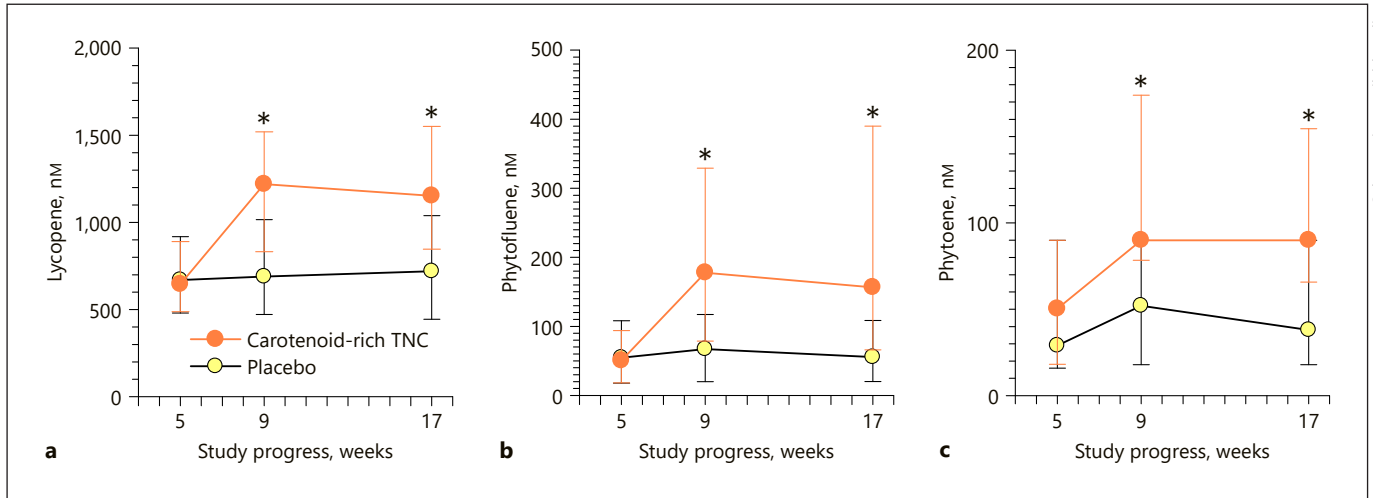 2,000
1,500
1,000
500
0
Lycopene, nM
*
*
Carotenoid-rich TNC
Placebo
5
9
17
Study progress, weeks
a
500
400
300
200
100
0
Phytofluene, nM
*
*
5
9
17
Study progress, weeks
b
200
100
0
Phytoene, nM
*
*
5
9
17
Study progress, weeks
c